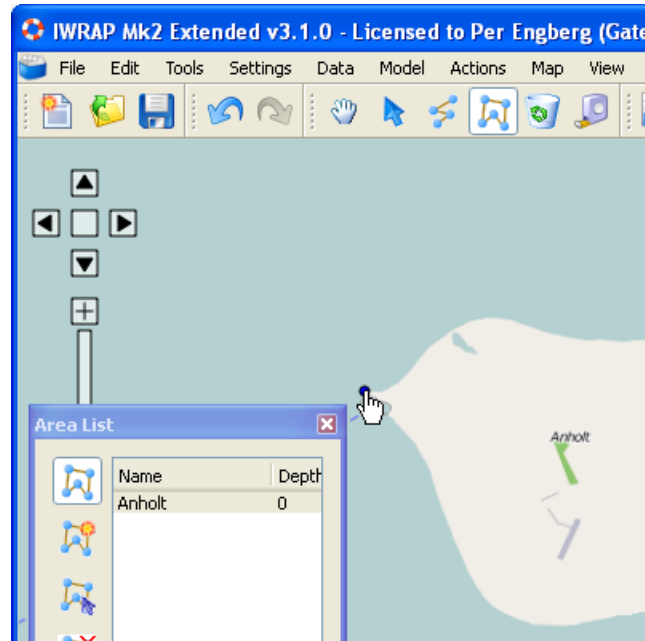 IWRAP Mk2 Extended v3.1.0 - Licensed to Per Engberg (Gate
File Edit Tools Settings Data Model Actions Map View
Anholt
Area List
Name Depth
Anholt 0